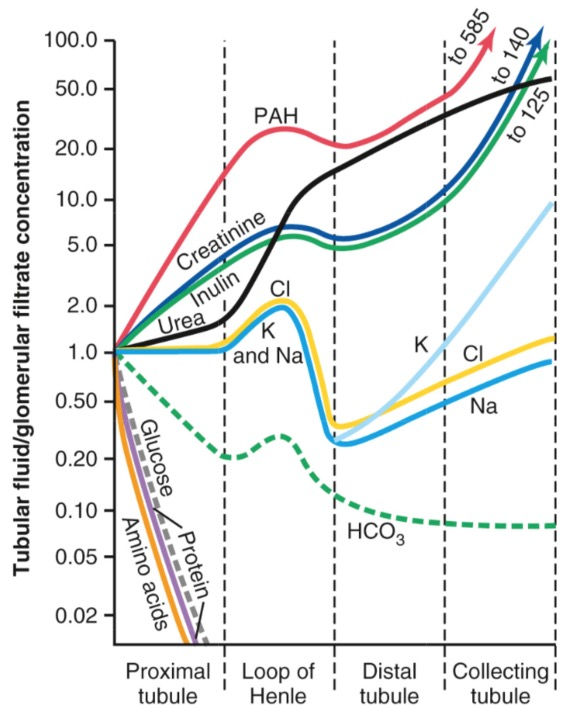 Tubular fluid/glomerular filtrate concentration
100.0
50.0
20.0
10.0
5.0
2.0
1.0
0.50
0.20
0.10
0.05
0.02
to 585
to 140
to 125
PAH
Creatinine
Inulin
Urea
Cl
K
and Na
K
Cl
Na
Glucose
Protein
Amino acids
HCO3
Proximal
tubule
Loop of
Henle
Distal
tubule
Collecting
tubule